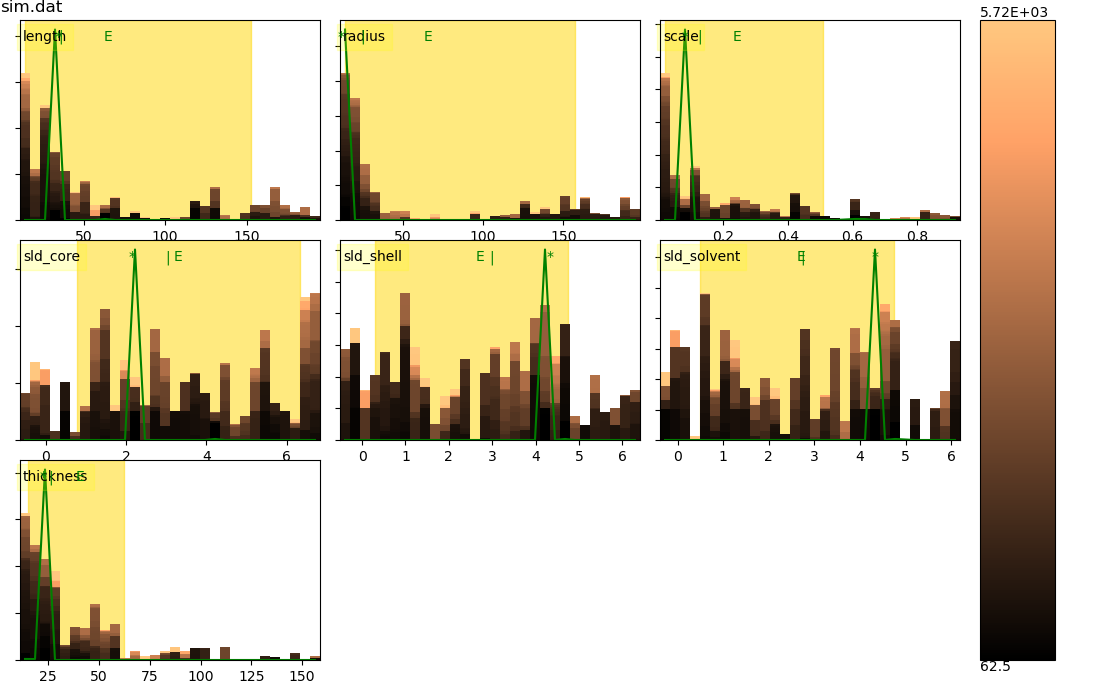 sim.dat
5.72E+03
length
*
|
E
radius
*
|
E
scale
|
E
50 100 150
50 100 150
0.2 0.4 0.6 0.8
sld_core
*
| E
sld_shell
E |
*
sld_solvent
E
|
*
0 2 4 6
0 1 2 3 4 5 6
0 1 2 3 4 5 6
thickness
|
E
62.5
25 50 75 100 125 150